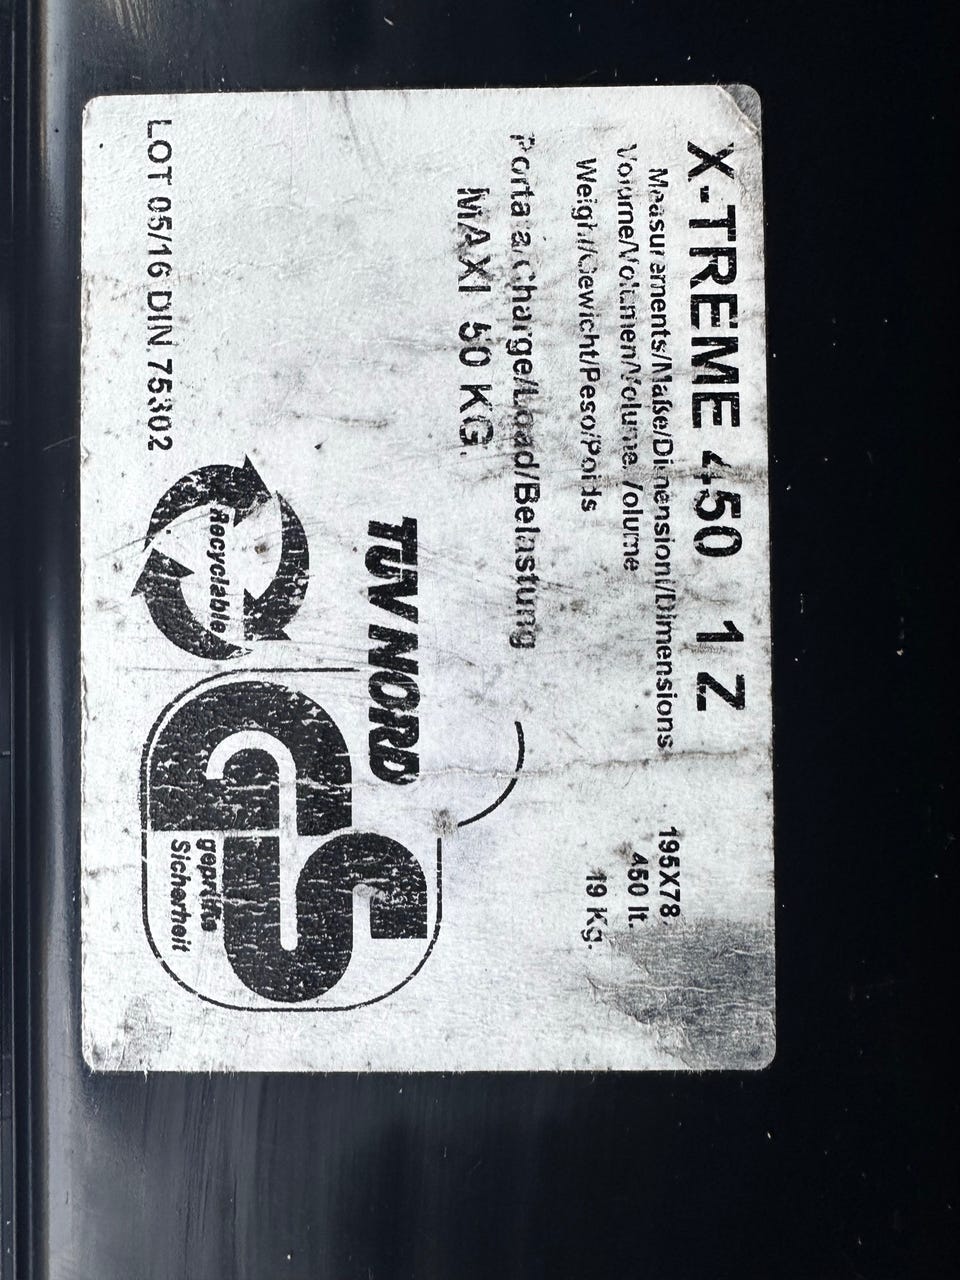 X-TREME 450 1 Z
Measurements/Maße/Dimensioni/Dimensions 195X78
Volume/Volumen/Volume/Volume 450 lt.
Weight/Gewicht/Peso/Poids 19 Kg.
Portata/Charge/Load/Belastung
MAXI 50 KG.
TÜV NORD
GS
geprüfte
Sicherheit
Recyclable
LOT 05/16 DIN 75302